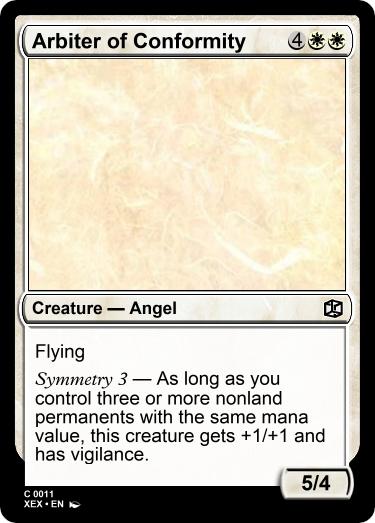 Arbiter of Conformity 4
Creature — Angel
Flying
Symmetry 3 — As long as you
control three or more nonland
permanents with the same mana
value, this creature gets +1/+1 and
has vigilance.
5/4
C 0011
XEX • EN